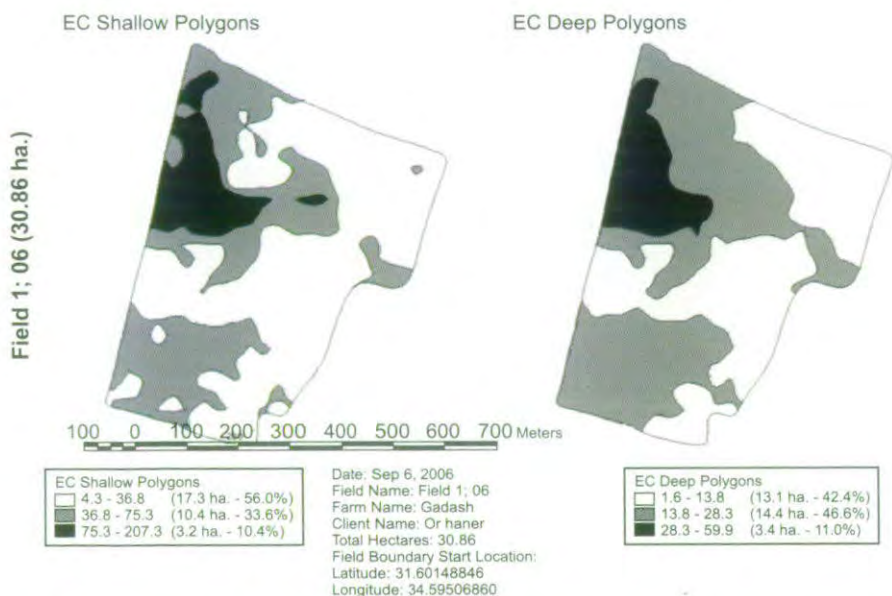 EC Shallow Polygons
EC Deep Polygons
Field 1; 06 (30.86 ha.)
100 0 100 200 300 400 500 600 700 Meters
EC Shallow Polygons
4.3 - 36.8 (17.3 ha. - 56.0%)
36.8 - 75.3 (10.4 ha. - 33.6%)
75.3 - 207.3 (3.2 ha. - 10.4%)
Date: Sep 6, 2006
Field Name: Field 1; 06
Farm Name: Gadash
Client Name: Or haner
Total Hectares: 30.86
Field Boundary Start Location:
Latitude: 31.60148846
Longitude: 34.59506860
EC Deep Polygons
1.6 - 13.8 (13.1 ha. - 42.4%)
13.8 - 28.3 (14.4 ha. - 46.6%)
28.3 - 59.9 (3.4 ha. - 11.0%)